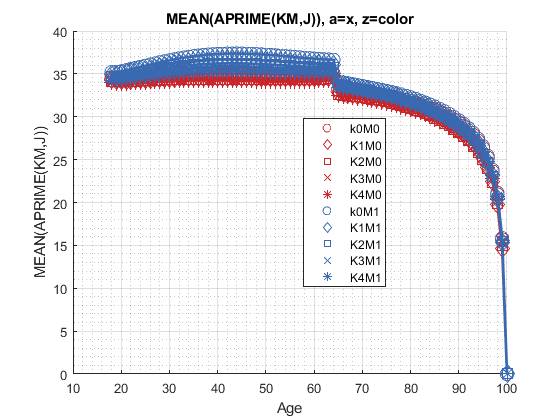 MEAN(APRIME(KM,J)), a=x, z=color
MEAN(APRIME(KM,J))
40
35
30
25
20
15
10
5
0
k0M0
K1M0
K2M0
K3M0
K4M0
k0M1
K1M1
K2M1
K3M1
K4M1
10 20 30 40 50 60 70 80 90 100
Age